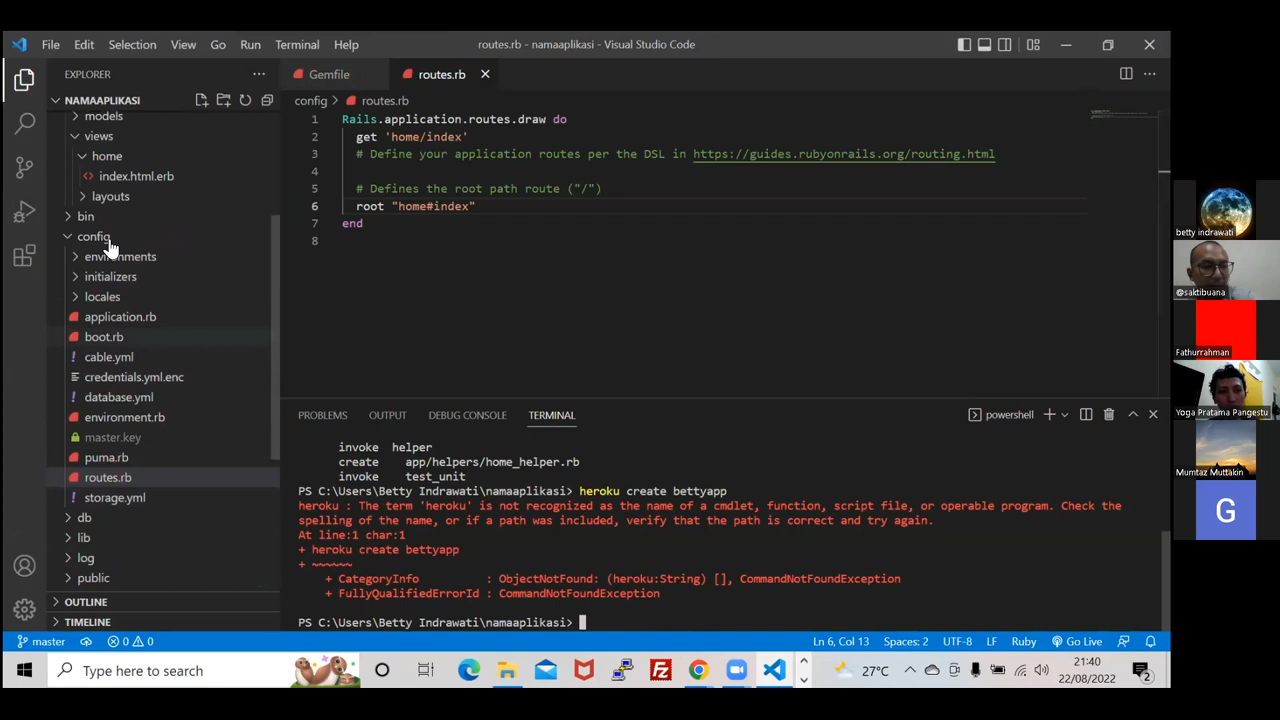 File Edit Selection View Go Run Terminal Help
routes.rb - namaaplikasi - Visual Studio Code
EXPLORER
NAMAAPLIKASI
models
views
home
index.html.erb
layouts
bin
config
environments
initializers
locales
application.rb
boot.rb
cable.yml
credentials.yml.enc
database.yml
environment.rb
master.key
puma.rb
routes.rb
storage.yml
db
lib
log
public
OUTLINE
TIMELINE
Gemfile
routes.rb
config > routes.rb
1 Rails.application.routes.draw do
2 get 'home/index'
3 # Define your application routes per the DSL in https://guides.rubyonrails.org/routing.html
4
5 # Defines the root path route ("/")
6 root "home#index"
7 end
8
PROBLEMS OUTPUT DEBUG CONSOLE TERMINAL
powershell
invoke helper
create app/helpers/home_helper.rb
invoke test_unit
PS C:\Users\Betty Indrawati\namaaplikasi> heroku create bettyapp
heroku : The term 'heroku' is not recognized as the name of a cmdlet, function, script file, or operable program. Check the
spelling of the name, or if a path was included, verify that the path is correct and try again.
At line:1 char:1
+ heroku create bettyapp
+ ~~~~~~
+ CategoryInfo : ObjectNotFound: (heroku:String) [], CommandNotFoundException
+ FullyQualifiedErrorId : CommandNotFoundException
PS C:\Users\Betty Indrawati\namaaplikasi>
master 0 0
Ln 6, Col 13 Spaces: 2 UTF-8 LF Ruby Go Live
Type here to search
27°C
21:40
22/08/2022
2
betty indrawati
@saktibuana
Fathurrahman
Yoga Pratama Pangestu
Mumtaz Muttakin
G